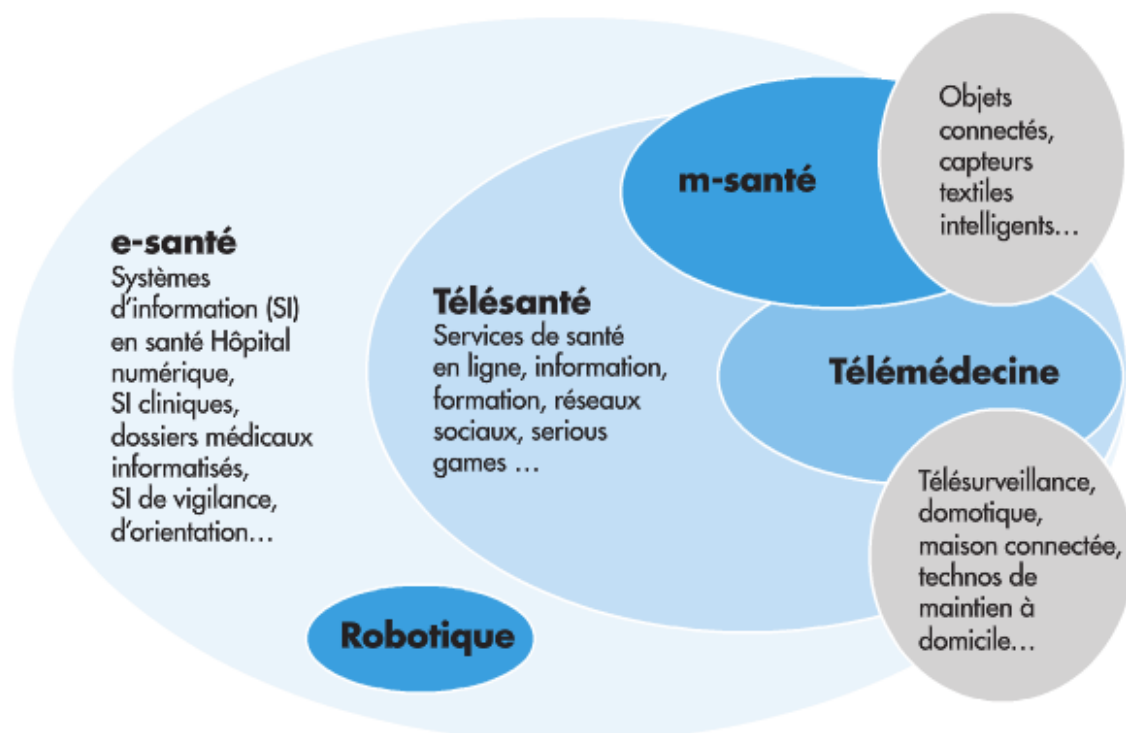 e-santé
Systèmes
d'information (SI)
en santé Hôpital
numérique,
SI cliniques,
dossiers médicaux
informatisés,
SI de vigilance,
d'orientation…
Télésanté
Services de santé
en ligne, information,
formation, réseaux
sociaux, serious
games …
m-santé
Objets
connectés,
capteurs
textiles
intelligents…
Télémédecine
Télésurveillance,
domotique,
maison connectée,
technos de
maintien à
domicile…
Robotique